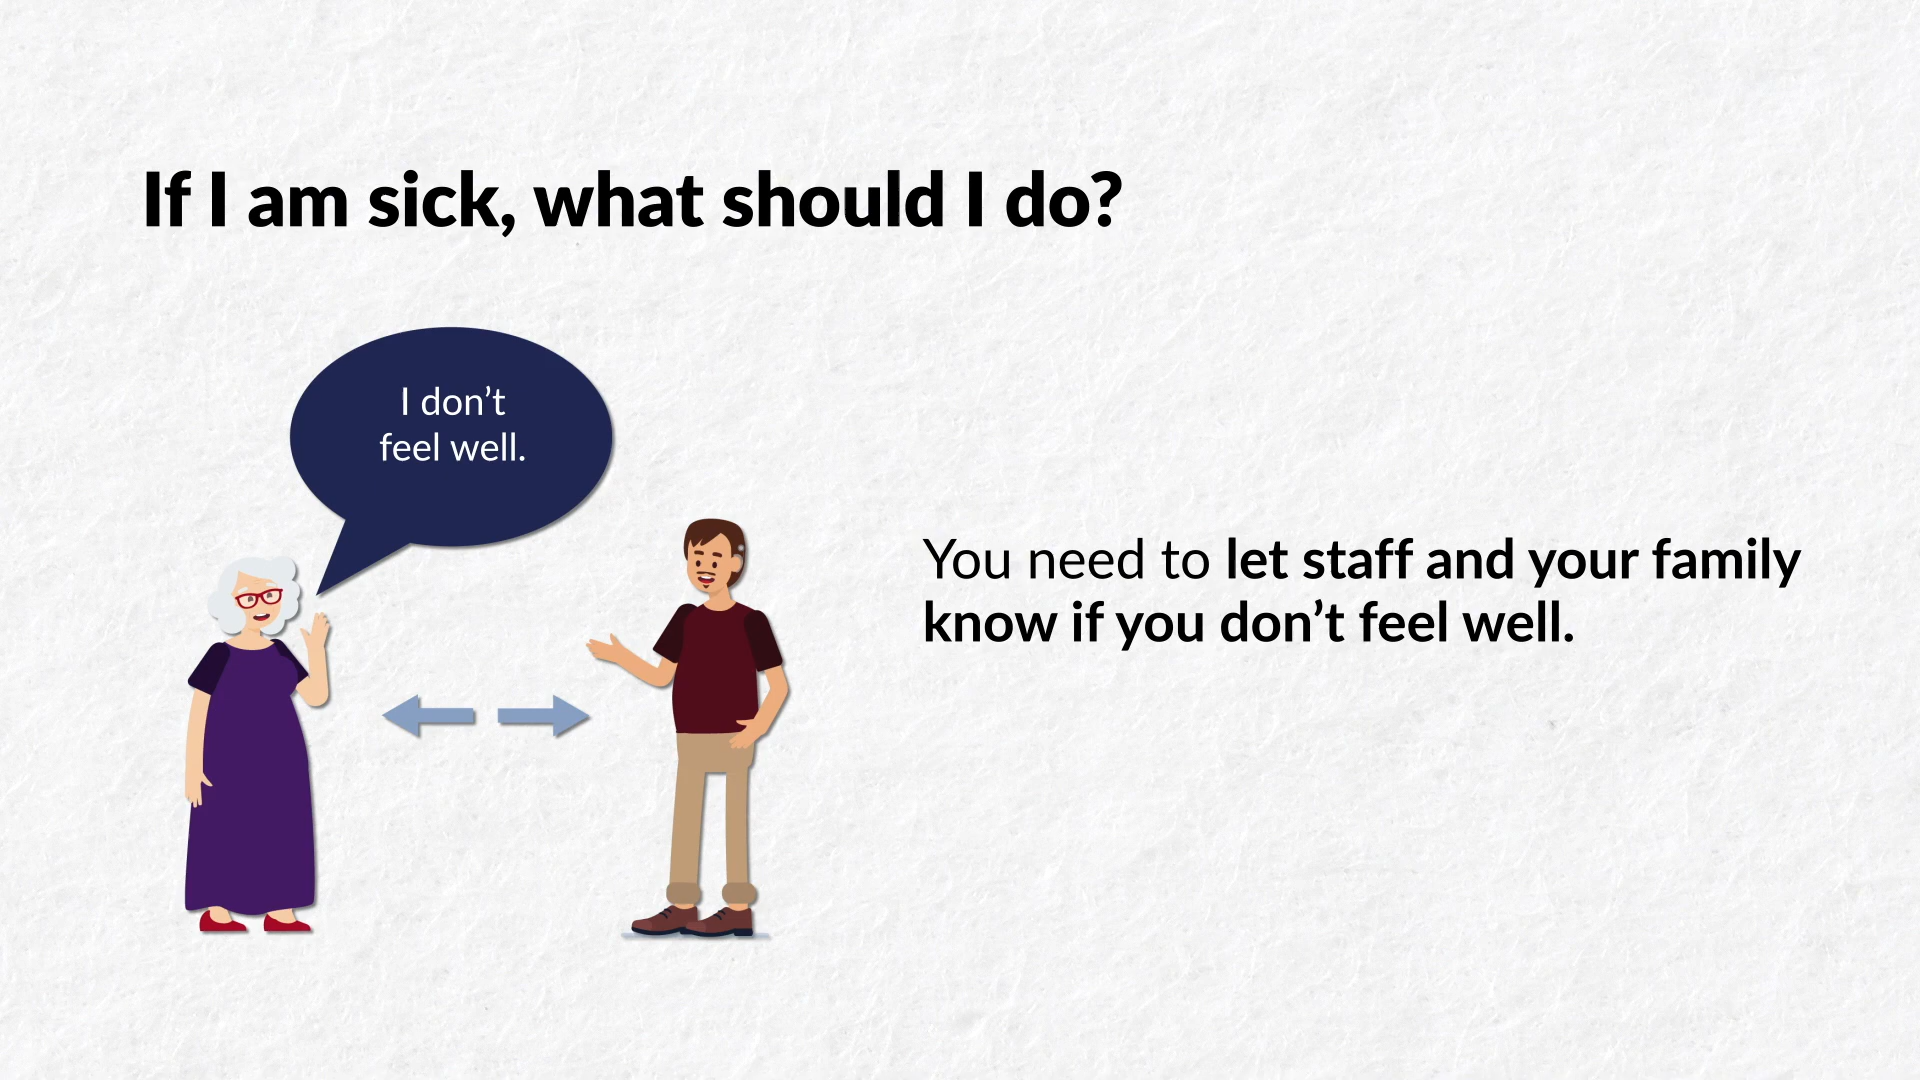 If I am sick, what should I do?
I don’t
feel well.
You need to let staff and your family
know if you don’t feel well.